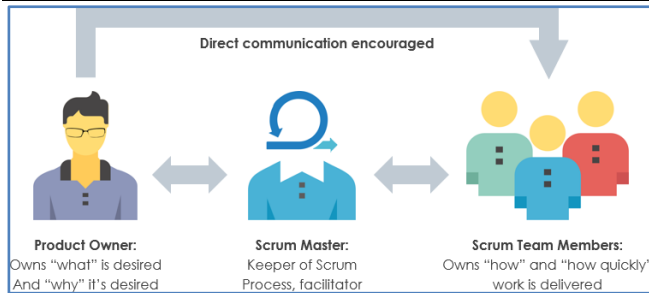 Direct communication encouraged
Product Owner:
Owns “what” is desired
And “why” it's desired
Scrum Master:
Keeper of Scrum
Process, facilitator
Scrum Team Members:
Owns “how” and “how quickly”
work is delivered